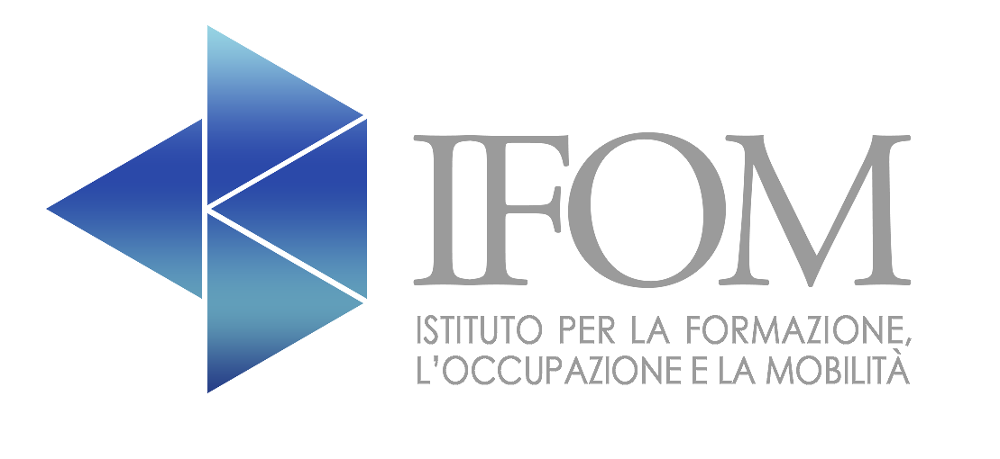 IFOM
ISTITUTO PER LA FORMAZIONE,
L'OCCUPAZIONE E LA MOBILITÀ